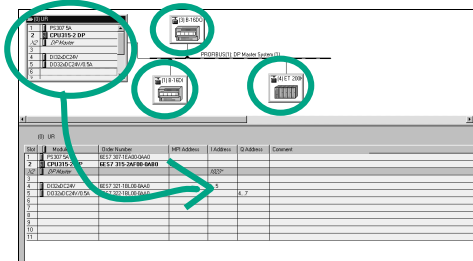 (0) UR
1 PS307 5A
2 CPU315-2 DP
X2 DP Master
3
4 DI32xDC24V
5 DO32xDC24V/0.5A
6
(3) B-16DO
PROFIBUS(1): DP Master System (1)
(1) B-16DI
(4) ET 200M
(0) UR
Slot Module Order Number MPI Address I Address Q Address Comment
1 PS307 5A 6ES7 307-1EA00-0AA0
2 CPU315-2 DP 6ES7 315-2AF00-0AB0
X2 DP Master 1023*
3
4 DI32xDC24V 6ES7 321-1BL00-0AA0 5
5 DO32xDC24V/0.5A 6ES7 322-1BL00-0AA0 6..7
6
7
8
9
10
11